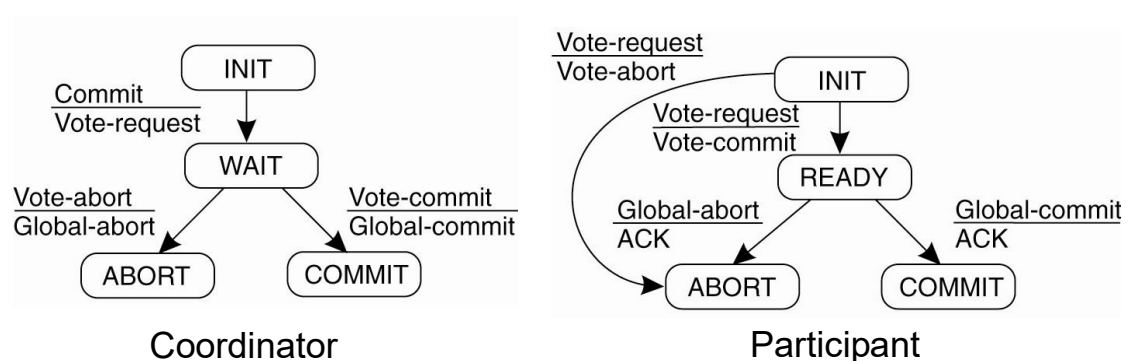 INIT
Commit
Vote-request
WAIT
Vote-abort
Global-abort
Vote-commit
Global-commit
ABORT
COMMIT
Coordinator
Vote-request
Vote-abort
INIT
Vote-request
Vote-commit
READY
Global-abort
ACK
Global-commit
ACK
ABORT
COMMIT
Participant